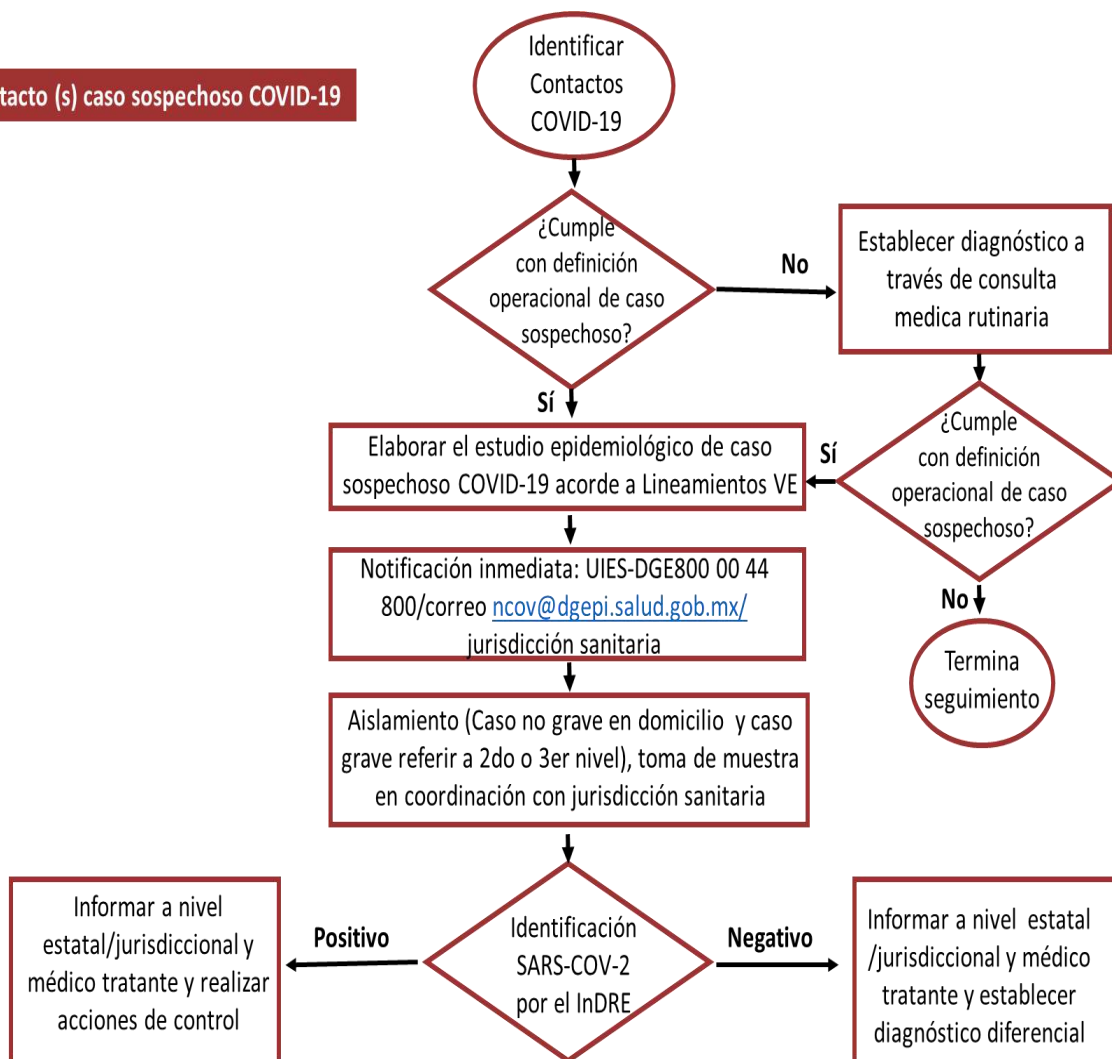 tacto (s) caso sospechoso COVID-19
Identificar
Contactos
COVID-19
¿Cumple
con definición
operacional de caso
sospechoso?
No
Establecer diagnóstico a
través de consulta
medica rutinaria
Sí
¿Cumple
con definición
operacional de caso
sospechoso?
Sí
Elaborar el estudio epidemiológico de caso
sospechoso COVID-19 acorde a Lineamientos VE
No
Termina
seguimiento
Notificación inmediata: UIES-DGE800 00 44
800/correo ncov@dgepi.salud.gob.mx/
jurisdicción sanitaria
Aislamiento (Caso no grave en domicilio y caso
grave referir a 2do o 3er nivel), toma de muestra
en coordinación con jurisdicción sanitaria
Identificación
SARS-COV-2
por el InDRE
Positivo
Informar a nivel
estatal/jurisdiccional y
médico tratante y realizar
acciones de control
Negativo
Informar a nivel estatal
/jurisdiccional y médico
tratante y establecer
diagnóstico diferencial